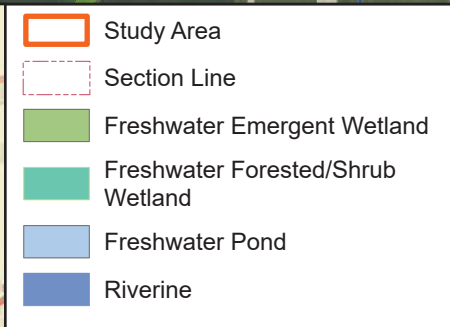 Study Area
Section Line
Freshwater Emergent Wetland
Freshwater Forested/Shrub
Wetland
Freshwater Pond
Riverine